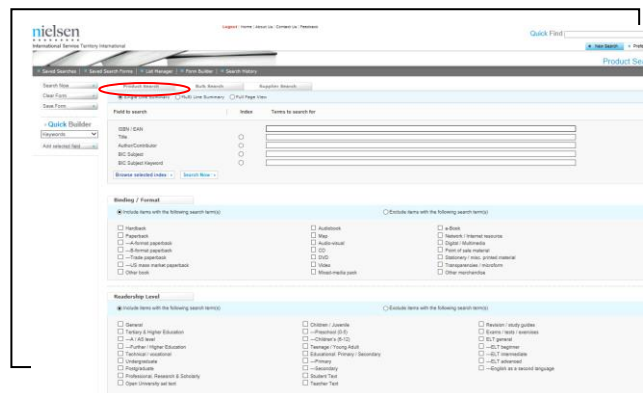 nielsen
Logout | Home | About Us | Contact Us | Feedback
Quick Find
International Service Territory International
New Search
Product Sea
Saved Searches | Saved Search Forms | List Manager | Form Builder | Search History
Search Now
Clear Form
Save Form
- Quick Builder
Keywords
Add selected field
Product Search Bulk Search Supplier Search
Single Line Summary Multi Line Summary Full Page View
Field to search Index Terms to search for
ISBN / EAN
Title
Author/Contributor
BIC Subject
BIC Subject Keyword
Browse selected index Search Now
Binding / Format
Include items with the following search term(s) Exclude items with the following search term(s)
Hardback Audiobook e-Book
Paperback Map Network / Internet resource
---A-format paperback Audio-visual Digital / Multimedia
---B-format paperback CD Point of sale material
---Trade paperback DVD Stationery / misc. printed material
---US mass market paperback Video Transparencies / microform
Other book Mixed-media pack Other merchandise
Readership Level
Include items with the following search term(s) Exclude items with the following search term(s)
General Children / Juvenile Revision / study guides
Tertiary & Higher Education ---Preschool (0-5) Exams / tests / exercises
---A / AS level ---Children's (6-12) ELT general
---Further / Higher Education Teenage / Young Adult ---ELT beginner
Technical / vocational Educational: Primary / Secondary ---ELT intermediate
Undergraduate ---Primary ---ELT advanced
Postgraduate ---Secondary ---English as a second language
Professional, Research & Scholarly Student Text
Open University set text Teacher Text